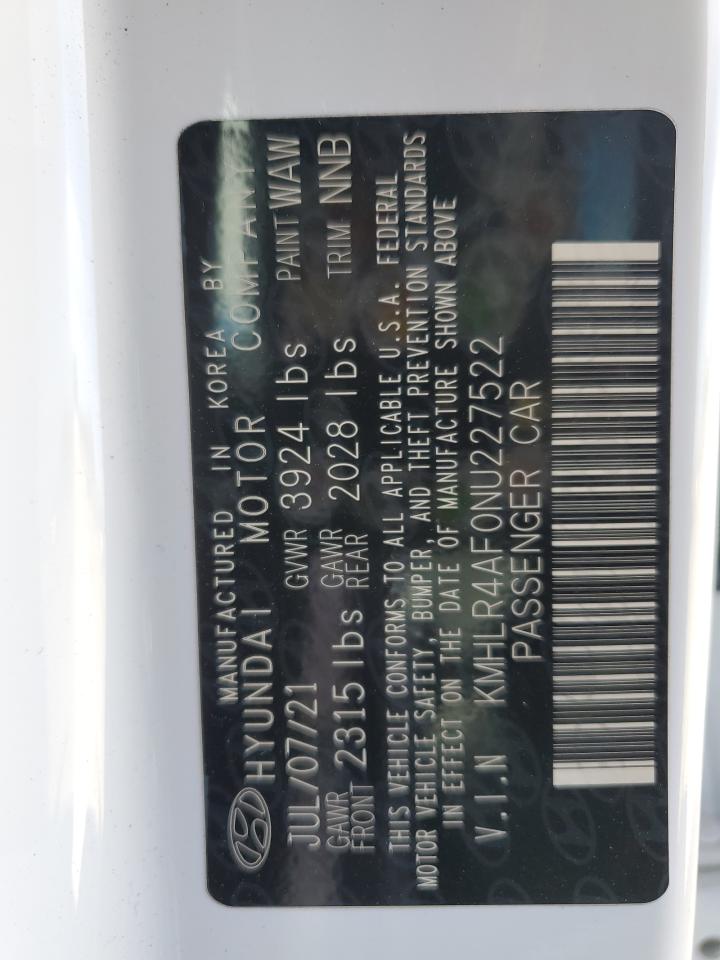 MANUFACTURED IN KOREA BY
HYUNDAI MOTOR COMPANY
JUL/07/21 GVWR 3924 lbs PAINT WAW
GAWR FRONT 2315 lbs GAWR REAR 2028 lbs TRIM NNB
THIS VEHICLE CONFORMS TO ALL APPLICABLE U.S.A. FEDERAL
MOTOR VEHICLE SAFETY, BUMPER, AND THEFT PREVENTION STANDARDS
IN EFFECT ON THE DATE OF MANUFACTURE SHOWN ABOVE
V.I.N KMHLR4AF0NU227522
PASSENGER CAR